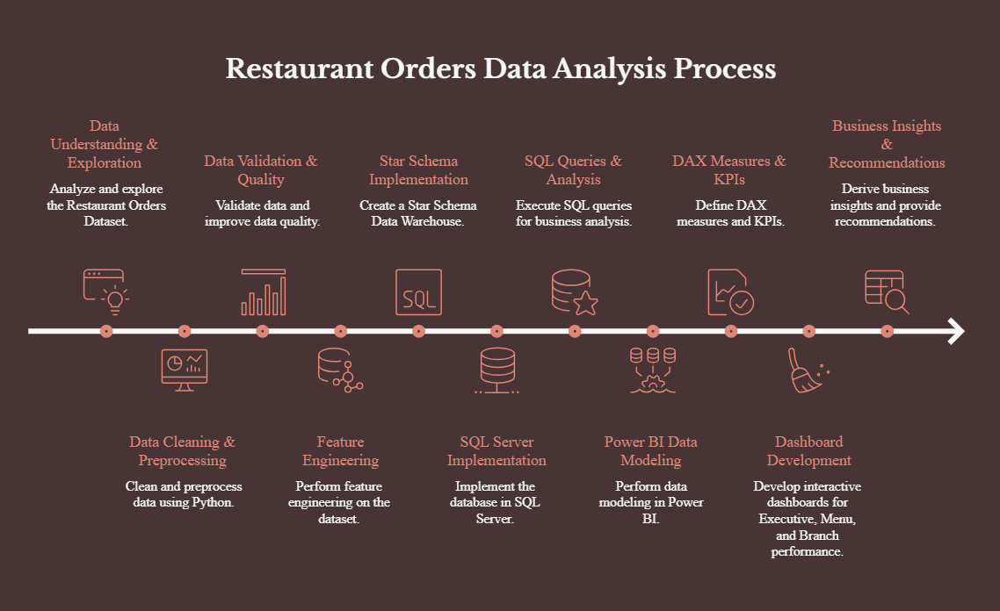 Restaurant Orders Data Analysis Process
Data
Understanding &
Exploration
Analyze and explore
the Restaurant Orders
Dataset.
Data Cleaning &
Preprocessing
Clean and preprocess
data using Python.
Data Validation &
Quality
Validate data and
improve data quality.
Feature
Engineering
Perform feature
engineering on the
dataset.
Star Schema
Implementation
Create a Star Schema
Data Warehouse.
SQL
SQL Server
Implementation
Implement the
database in SQL
Server.
SQL Queries &
Analysis
Execute SQL queries
for business analysis.
Power BI Data
Modeling
Perform data
modeling in Power
BI.
DAX Measures &
KPIs
Define DAX
measures and KPIs.
Dashboard
Development
Develop interactive
dashboards for
Executive, Menu,
and Branch
performance.
Business Insights
&
Recommendations
Derive business
insights and provide
recommendations.